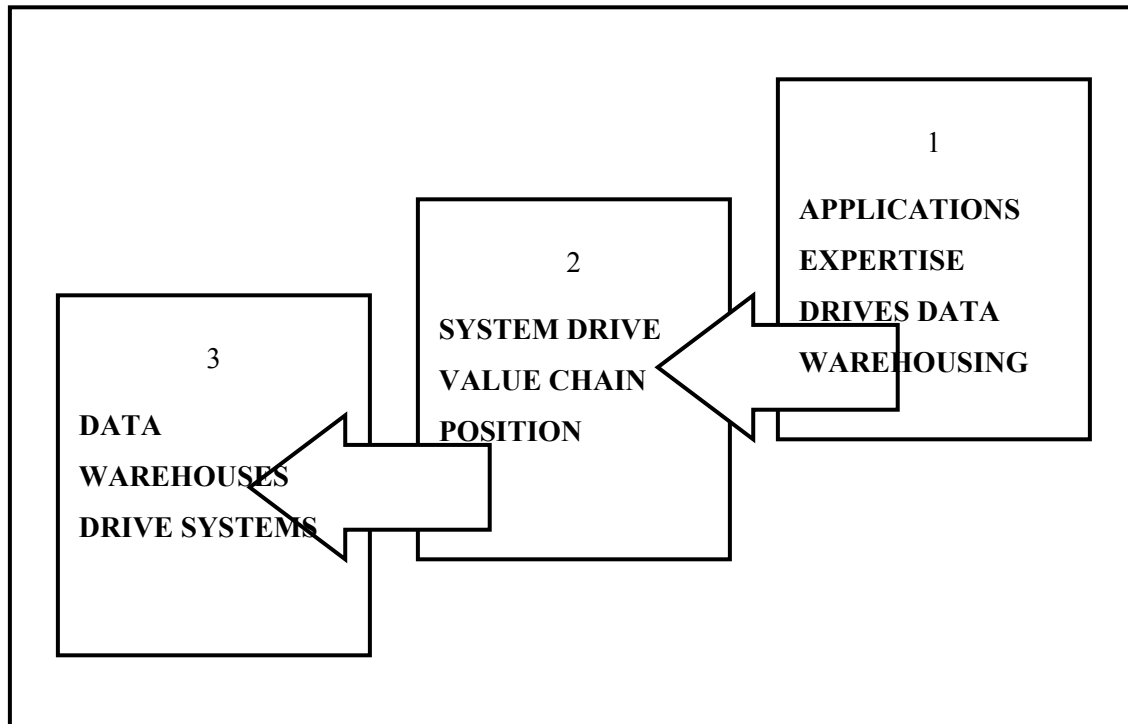 1
APPLICATIONS
EXPERTISE
DRIVES DATA
WAREHOUSING
2
SYSTEM DRIVE
VALUE CHAIN
POSITION
3
DATA
WAREHOUSES
DRIVE SYSTEMS